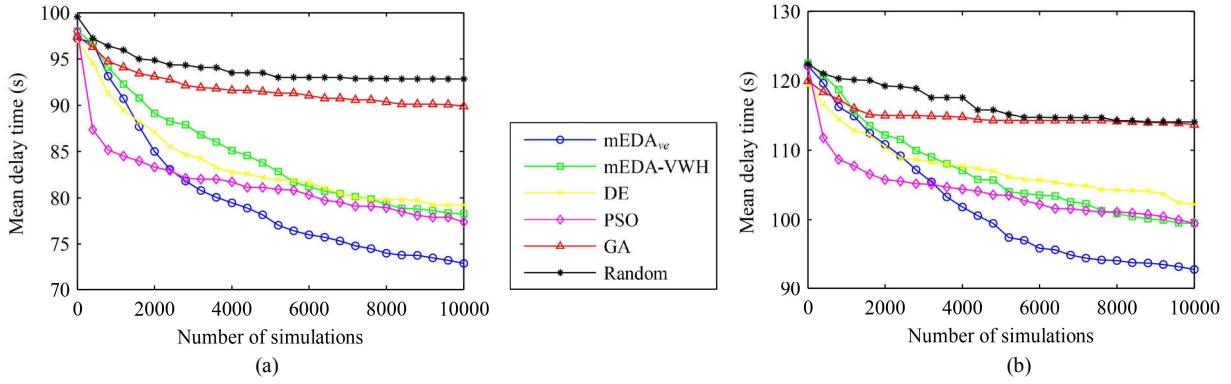 100
95
90
85
80
75
70
Mean delay time (s)
0 2000 4000 6000 8000 10000
Number of simulations
(a)
mEDAve
mEDA-VWH
DE
PSO
GA
Random
130
120
110
100
90
Mean delay time (s)
0 2000 4000 6000 8000 10000
Number of simulations
(b)